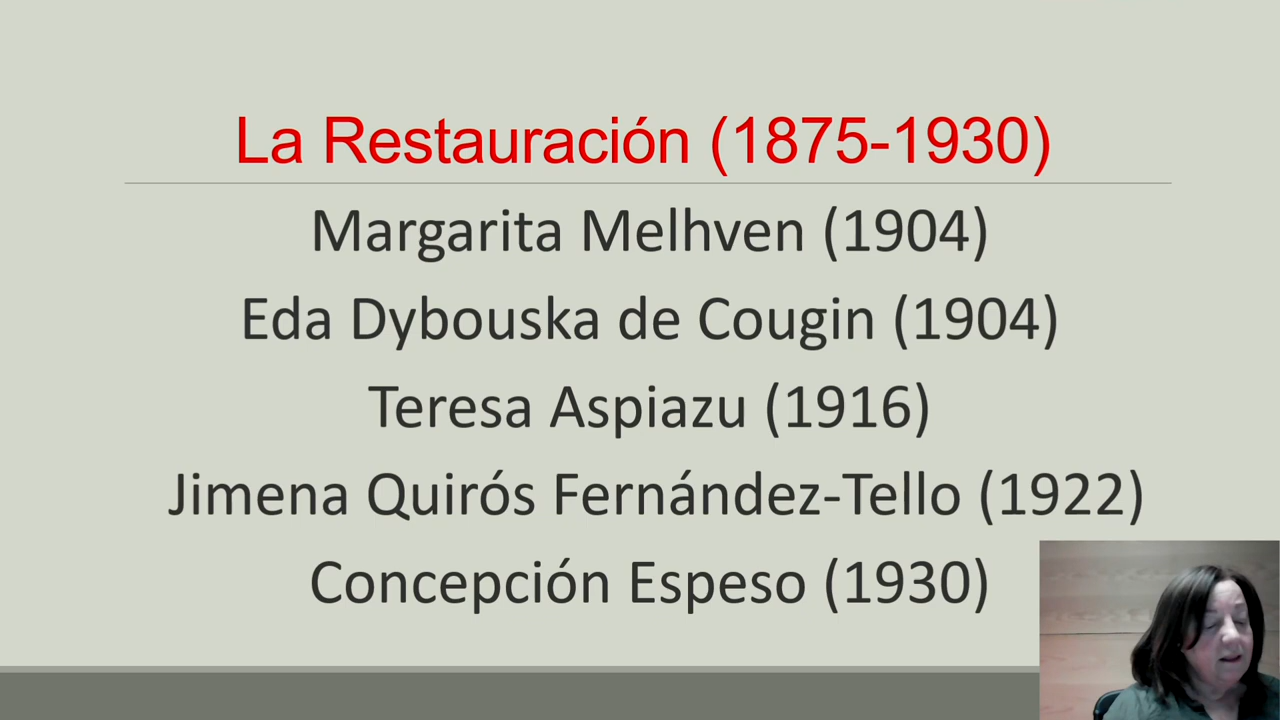 La Restauración (1875-1930)
Margarita Melhven (1904)
Eda Dybouska de Cougin (1904)
Teresa Aspiazu (1916)
Jimena Quirós Fernández-Tello (1922)
Concepción Espeso (1930)